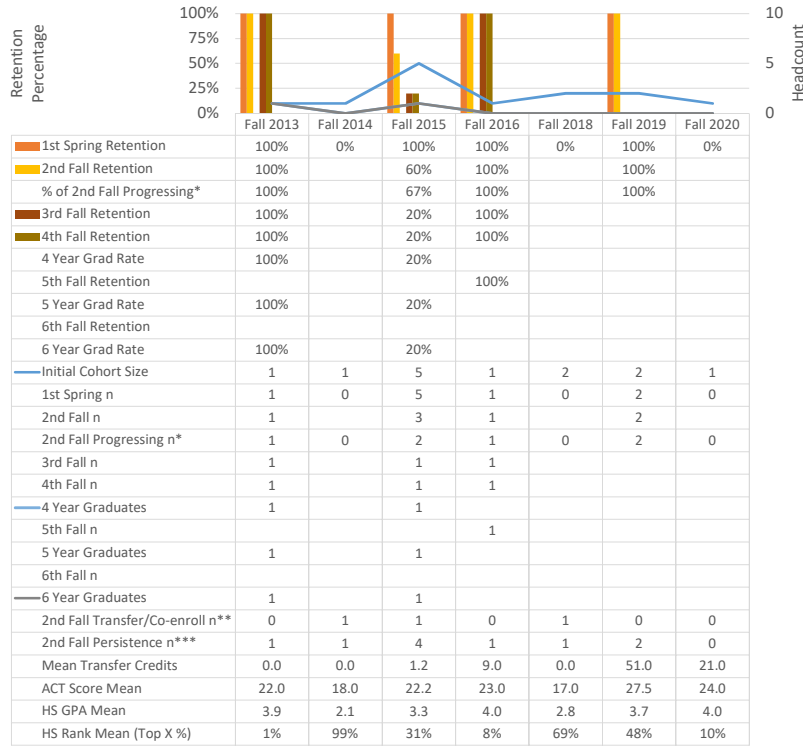 Retention
Percentage
100%
75%
50%
25%
0%
10
5
0
Headcount
Fall 2013 Fall 2014 Fall 2015 Fall 2016 Fall 2018 Fall 2019 Fall 2020
1st Spring Retention 100% 0% 100% 100% 0% 100% 0%
2nd Fall Retention 100% 60% 100% 100%
% of 2nd Fall Progressing* 100% 67% 100% 100%
3rd Fall Retention 100% 20% 100%
4th Fall Retention 100% 20% 100%
4 Year Grad Rate 100% 20%
5th Fall Retention 100%
5 Year Grad Rate 100% 20%
6th Fall Retention
6 Year Grad Rate 100% 20%
Initial Cohort Size 1 1 5 1 2 2 1
1st Spring n 1 0 5 1 0 2 0
2nd Fall n 1 3 1 2
2nd Fall Progressing n* 1 0 2 1 0 2 0
3rd Fall n 1 1 1
4th Fall n 1 1 1
4 Year Graduates 1 1
5th Fall n 1
5 Year Graduates 1 1
6th Fall n
6 Year Graduates 1 1
2nd Fall Transfer/Co-enroll n** 0 1 1 0 1 0 0
2nd Fall Persistence n*** 1 1 4 1 1 2 0
Mean Transfer Credits 0.0 0.0 1.2 9.0 0.0 51.0 21.0
ACT Score Mean 22.0 18.0 22.2 23.0 17.0 27.5 24.0
HS GPA Mean 3.9 2.1 3.3 4.0 2.8 3.7 4.0
HS Rank Mean (Top X %) 1% 99% 31% 8% 69% 48% 10%